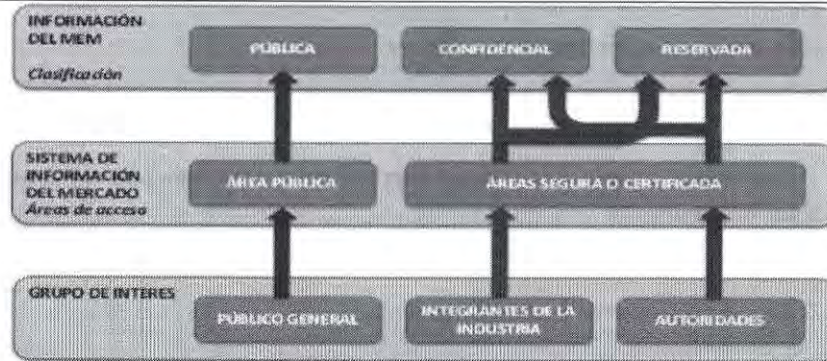 INFORMACIÓN
DEL MEM
Clasificación
PÚBLICA
CONFIDENCIAL
RESERVADA
SISTEMA DE
INFORMACIÓN
DEL MERCADO
Áreas de acceso
ÁREA PÚBLICA
ÁREAS SEGURA O CERTIFICADA
GRUPO DE INTERES
PÚBLICO GENERAL
INTEGRANTES DE LA
INDUSTRIA
AUTORIDADES